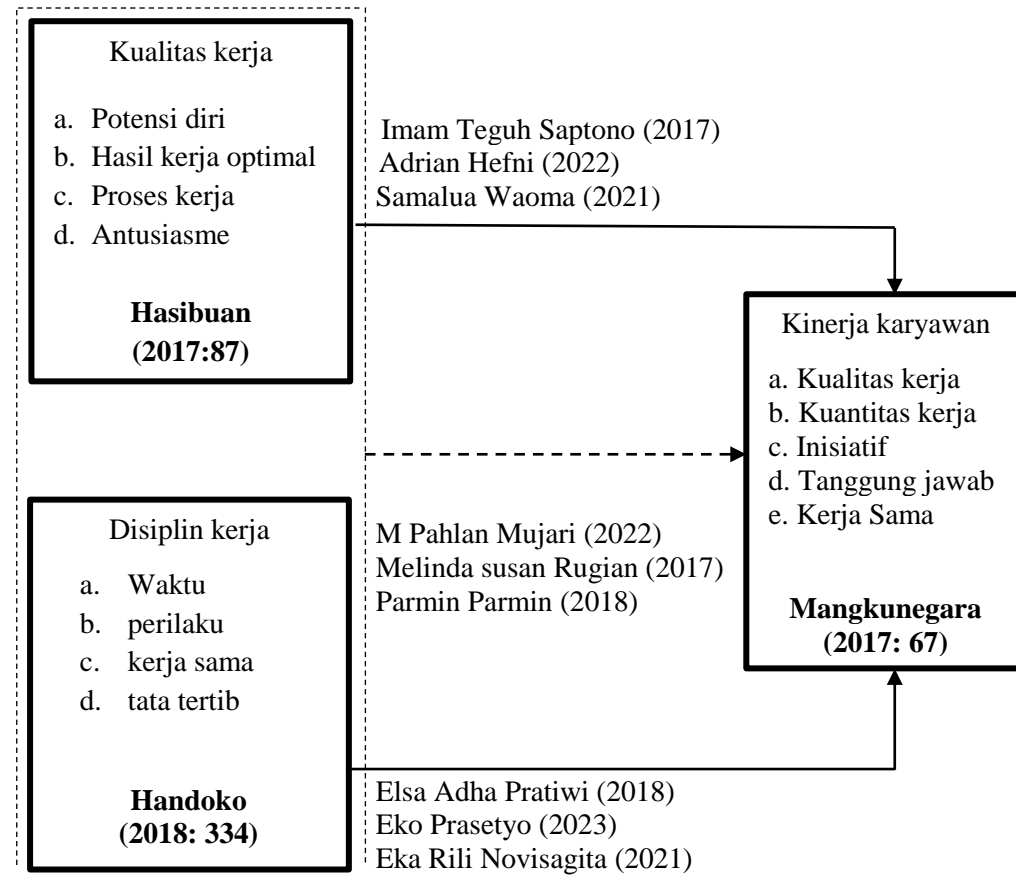 Kualitas kerja
a. Potensi diri
b. Hasil kerja optimal
c. Proses kerja
d. Antusiasme
Hasibuan
(2017:87)
Imam Teguh Saptono (2017)
Adrian Hefni (2022)
Samalua Waoma (2021)
Kinerja karyawan
a. Kualitas kerja
b. Kuantitas kerja
c. Inisiatif
d. Tanggung jawab
e. Kerja Sama
Mangkunegara
(2017: 67)
M Pahlan Mujari (2022)
Melinda susan Rugian (2017)
Parmin Parmin (2018)
Disiplin kerja
a. Waktu
b. perilaku
c. kerja sama
d. tata tertib
Handoko
(2018: 334)
Elsa Adha Pratiwi (2018)
Eko Prasetyo (2023)
Eka Rili Novisagita (2021)